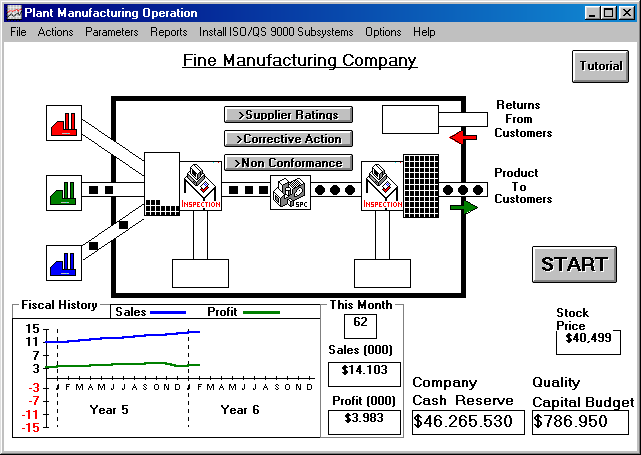 Plant Manufacturing Operation
File Actions Parameters Reports Install ISO/QS 9000 Subsystems Options Help
Fine Manufacturing Company
Tutorial
>Supplier Ratings
>Corrective Action
>Non Conformance
Returns
From
Customers
Product
To
Customers
INSPECTION
SPC
INSPECTION
START
Fiscal History
Sales
Profit
15
11
7
3
-3
-7
-11
-15
J F M A M J J A S O N D J F M A M J J A S O N D
Year 5
Year 6
This Month
62
Sales (000)
$14.103
Profit (000)
$3.983
Stock
Price
$40,499
Company
Cash Reserve
$46.265.530
Quality
Capital Budget
$786.950